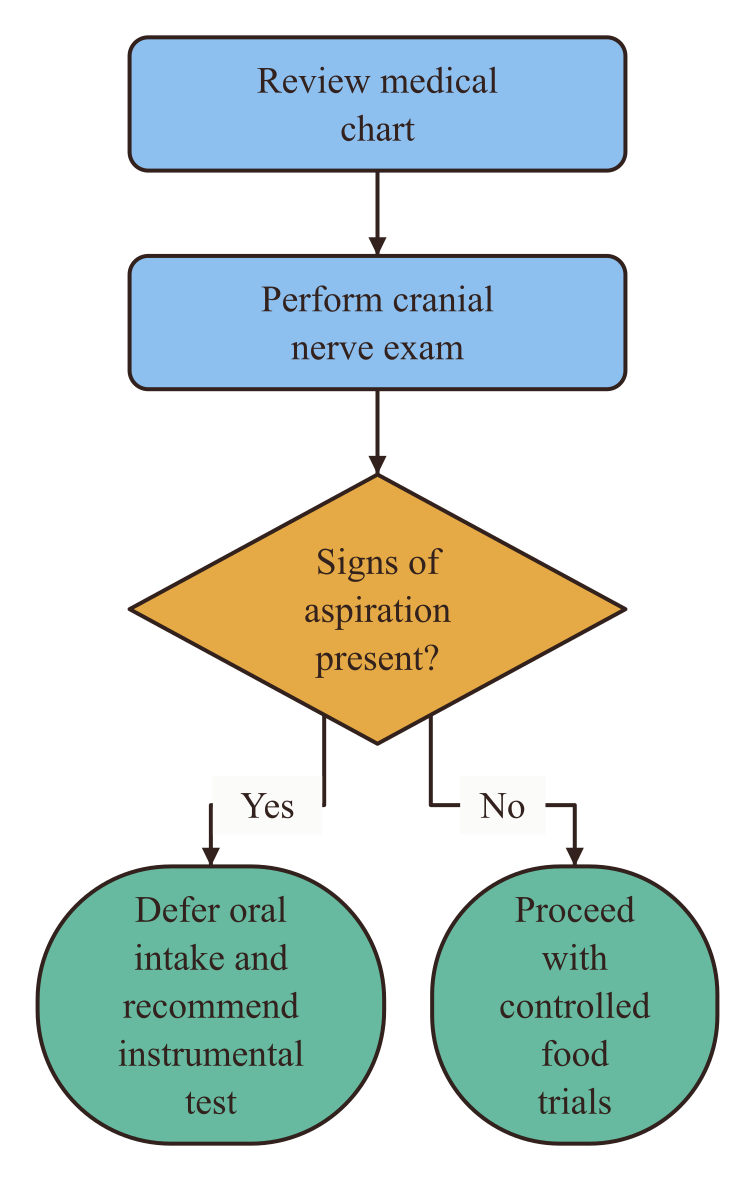 Review medical
chart
Perform cranial
nerve exam
Signs of
aspiration
present?
Yes
No
Defer oral
intake and
recommend
instrumental
test
Proceed
with
controlled
food
trials